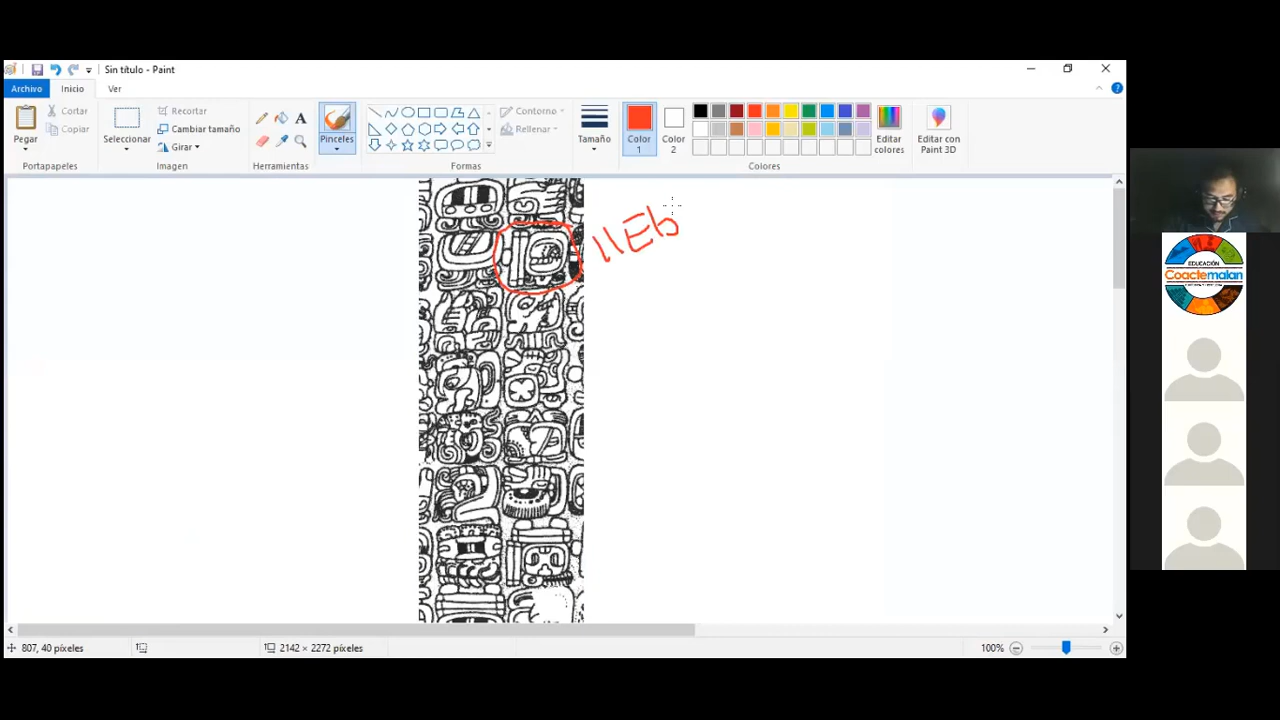 Sin título - Paint
Archivo
Inicio
Ver
Pegar
Cortar
Copiar
Portapapeles
Seleccionar
Recortar
Cambiar tamaño
Girar
Imagen
Herramientas
Pinceles
Contorno
Rellenar
Formas
Tamaño
Color 1
Color 2
Editar colores
Colores
Editar con Paint 3D
11 Eb
EDUCACIÓN
Coactemalan
807, 40 píxeles
2142 × 2272 píxeles
100%